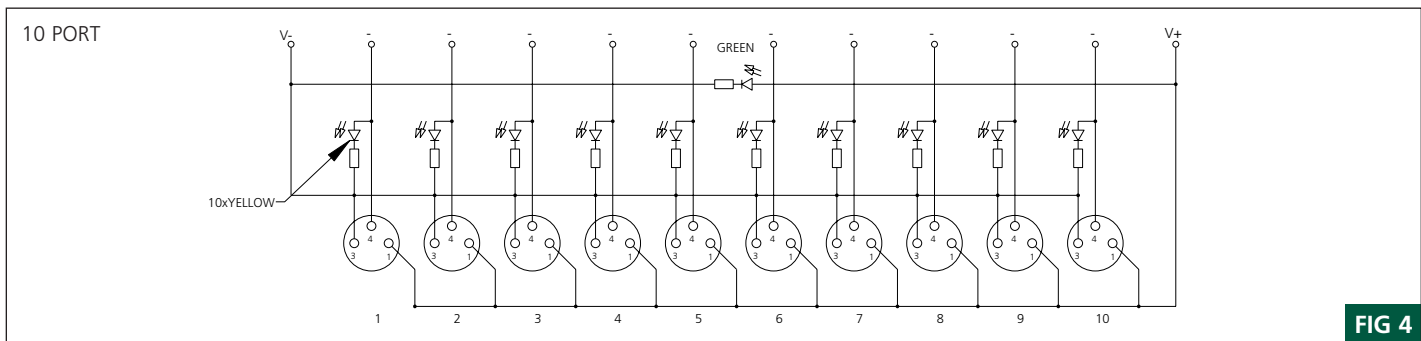 10 PORT
V- - - - - - - - - - - V+
GREEN
10xYELLOW
4 4 4 4 4 4 4 4 4 4
3 1 3 1 3 1 3 1 3 1 3 1 3 1 3 1 3 1 3 1
1 2 3 4 5 6 7 8 9 10
FIG 4